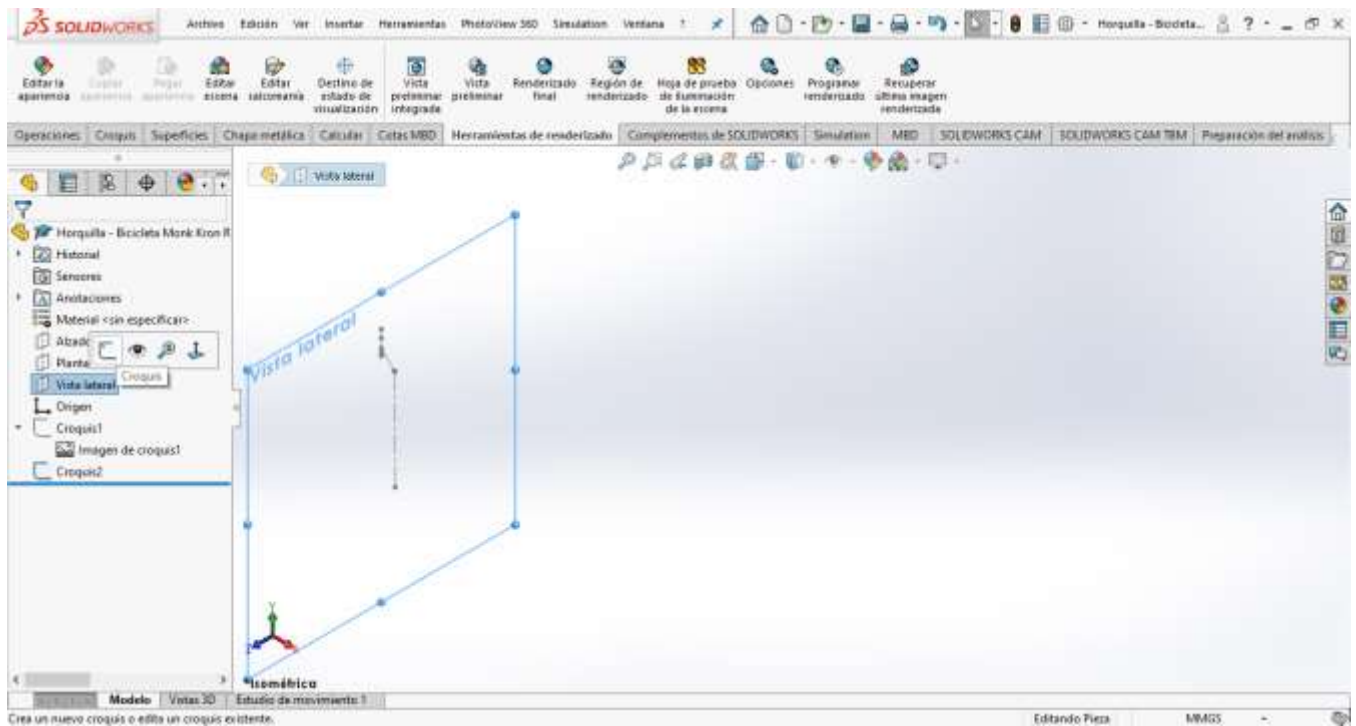 SOLIDWORKS Archivo Edición Ver Insertar Herramientas PhotoView 360 Simulation Ventana ? Horquilla - Bicicleta... ?
Editar la apariencia Copiar apariencia Pegar apariencia Editar escena Editar calcomanía Destino de estado de visualización Vista preliminar integrada Vista preliminar Renderizado final Región de renderizado Hoja de prueba de iluminación de la escena Opciones Programar renderizado Recuperar última imagen renderizada
Operaciones Croquis Superficies Chapa metálica Calcular Cotas MBD Herramientas de renderizado Complementos de SOLIDWORKS Simulation MBD SOLIDWORKS CAM SOLIDWORKS CAM TBM Preparación del análisis
Vista lateral
Horquilla - Bicicleta Monk Kron R
Historial
Sensores
Anotaciones
Material <sin especificar>
Alzado
Planta
Croquis
Vista lateral
Origen
Croquis1
Imagen de croquis1
Croquis2
Vista lateral
Y
Z
X
*Isométrica
Modelo Vistas 3D Estudio de movimiento 1
Crea un nuevo croquis o edita un croquis existente. Editando Pieza MMGS